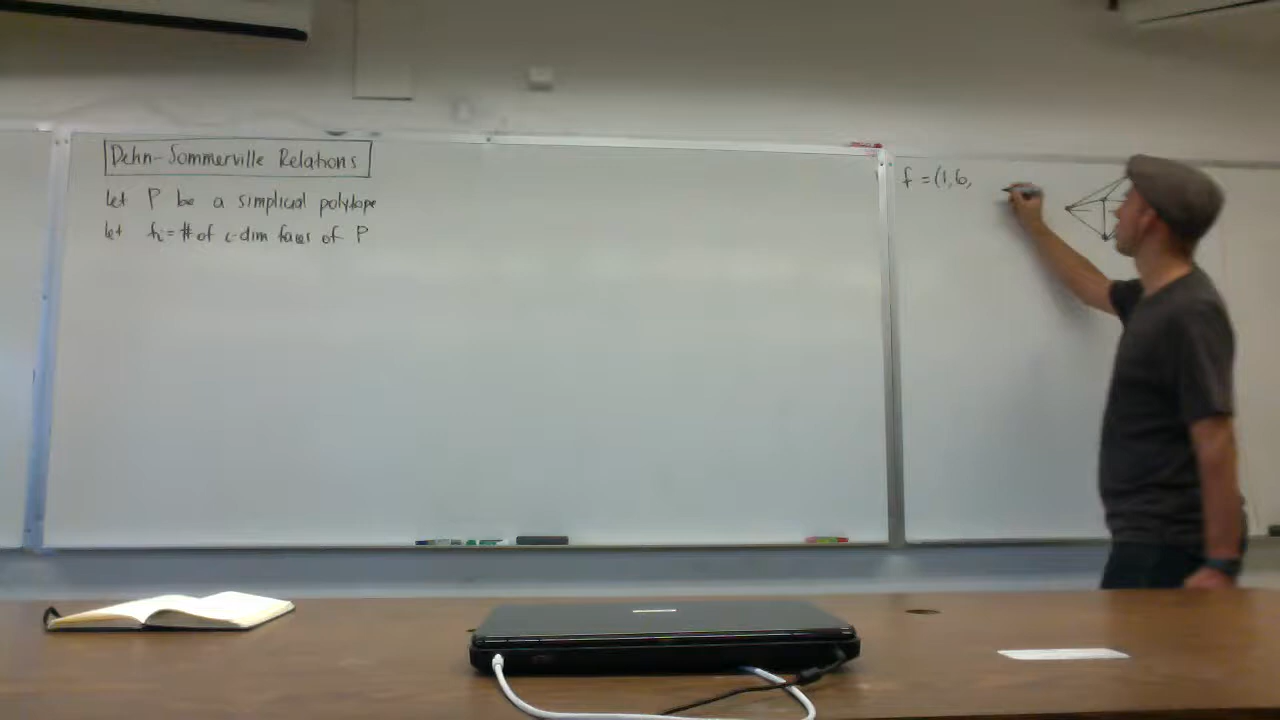 Dehn-Sommerville Relations
let P be a simplicial polytope
let fi = # of i-dim faces of P
f = (1, 6,